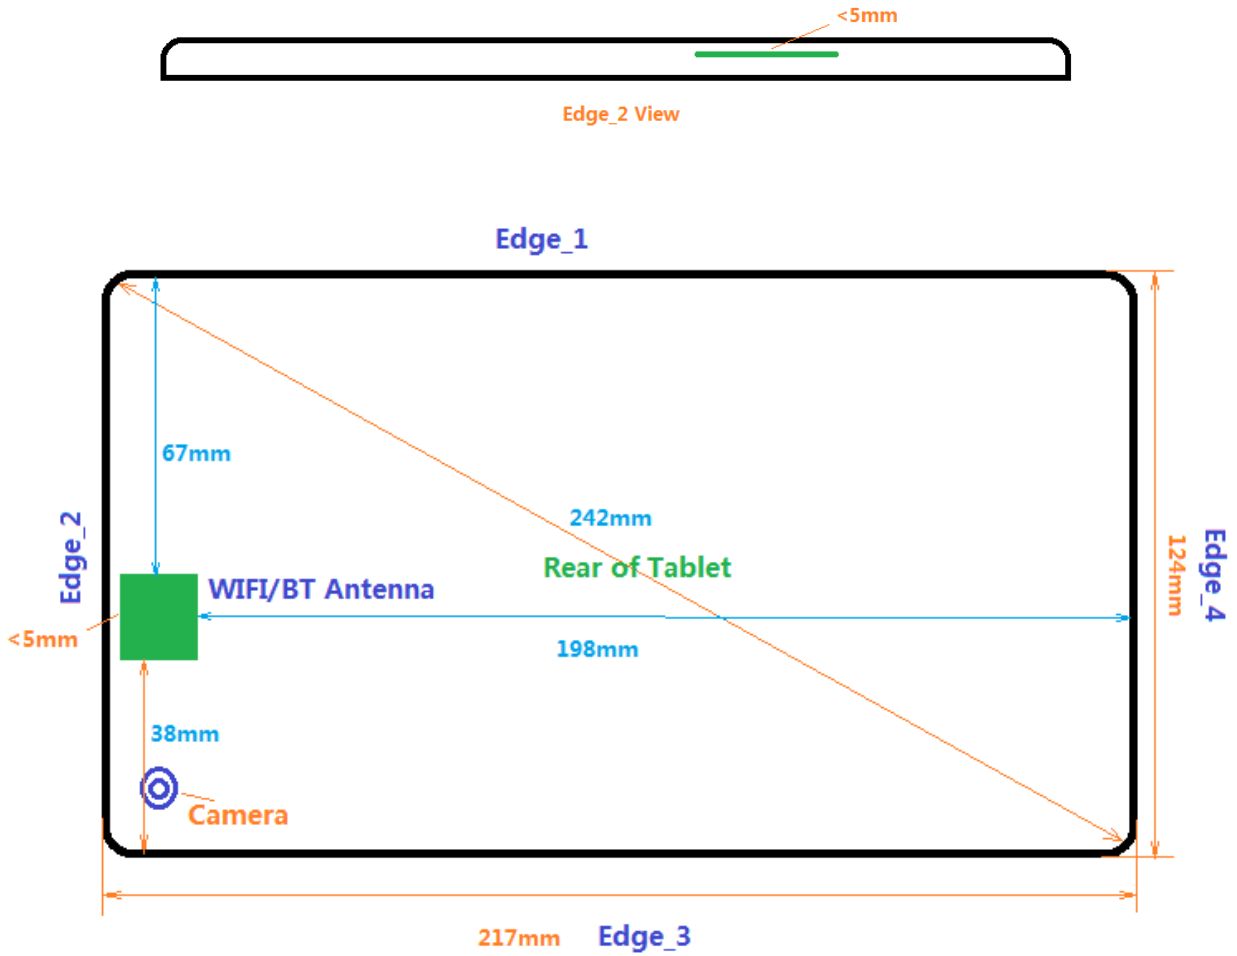 <5mm
Edge_2 View
Edge_1
67mm
242mm
Rear of Tablet
Edge_2
WIFI/BT Antenna
<5mm
198mm
124mm
Edge_4
38mm
Camera
217mm
Edge_3